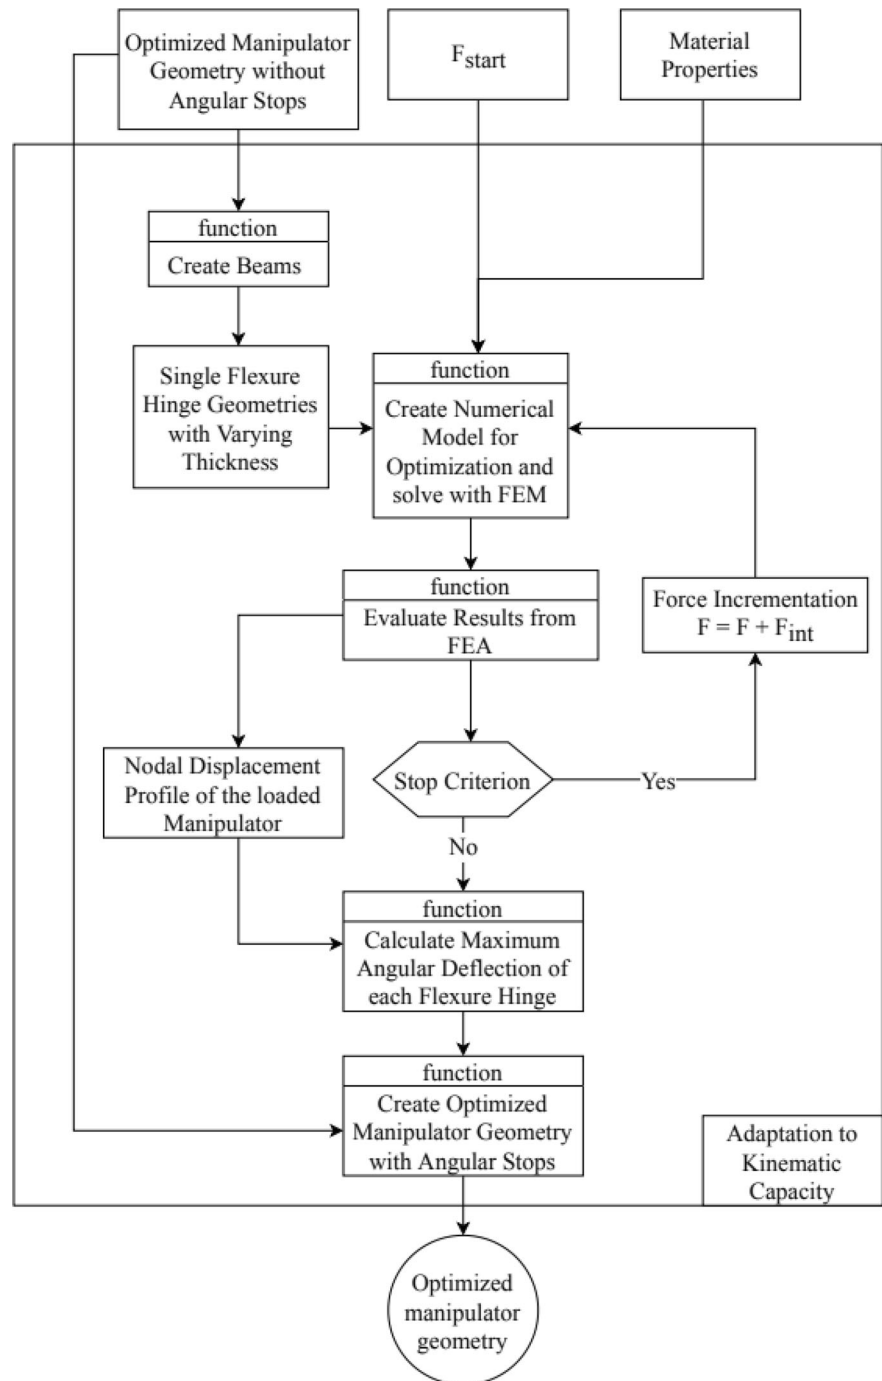 Optimized Manipulator
Geometry without
Angular Stops
F_start
Material
Properties
function
Create Beams
Single Flexure
Hinge Geometries
with Varying
Thickness
function
Create Numerical
Model for
Optimization and
solve with FEM
function
Evaluate Results from
FEA
Force Incrementation
F = F + F_int
Nodal Displacement
Profile of the loaded
Manipulator
Stop Criterion
Yes
No
function
Calculate Maximum
Angular Deflection of
each Flexure Hinge
function
Create Optimized
Manipulator Geometry
with Angular Stops
Adaptation to
Kinematic
Capacity
Optimized
manipulator
geometry